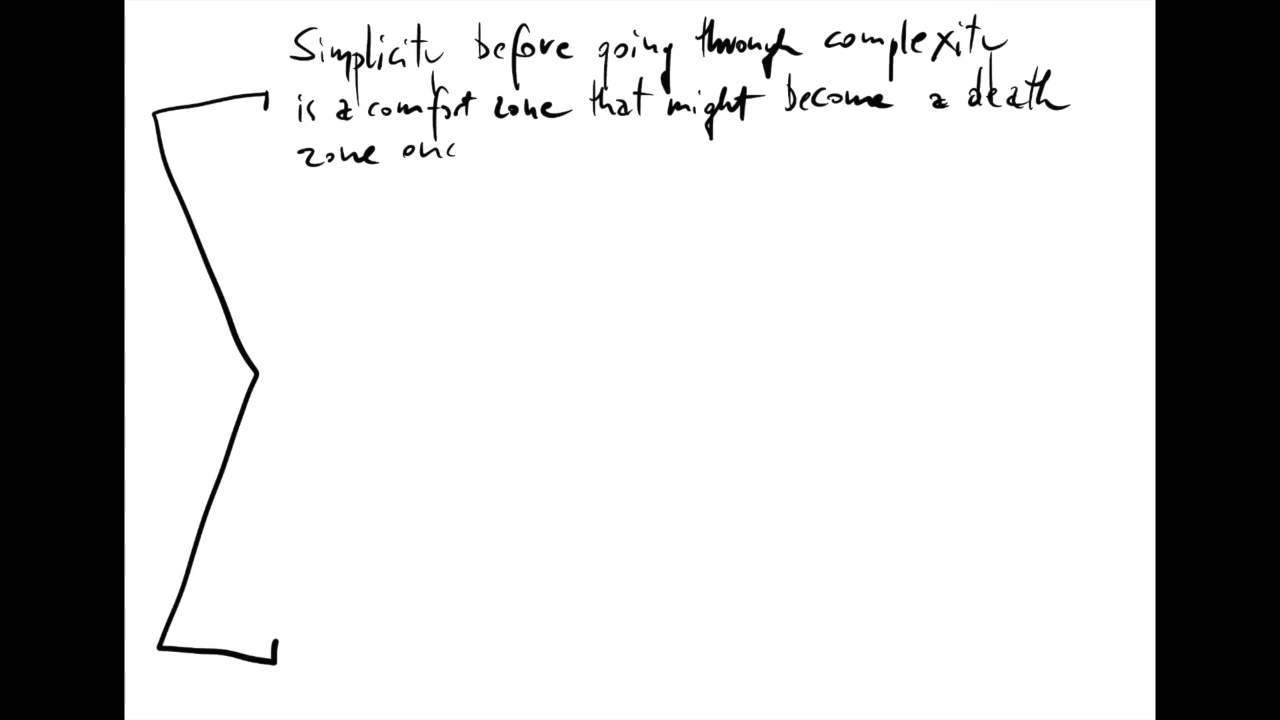 Simplicity before going through complexity
is a comfort zone that might become a death
zone onc